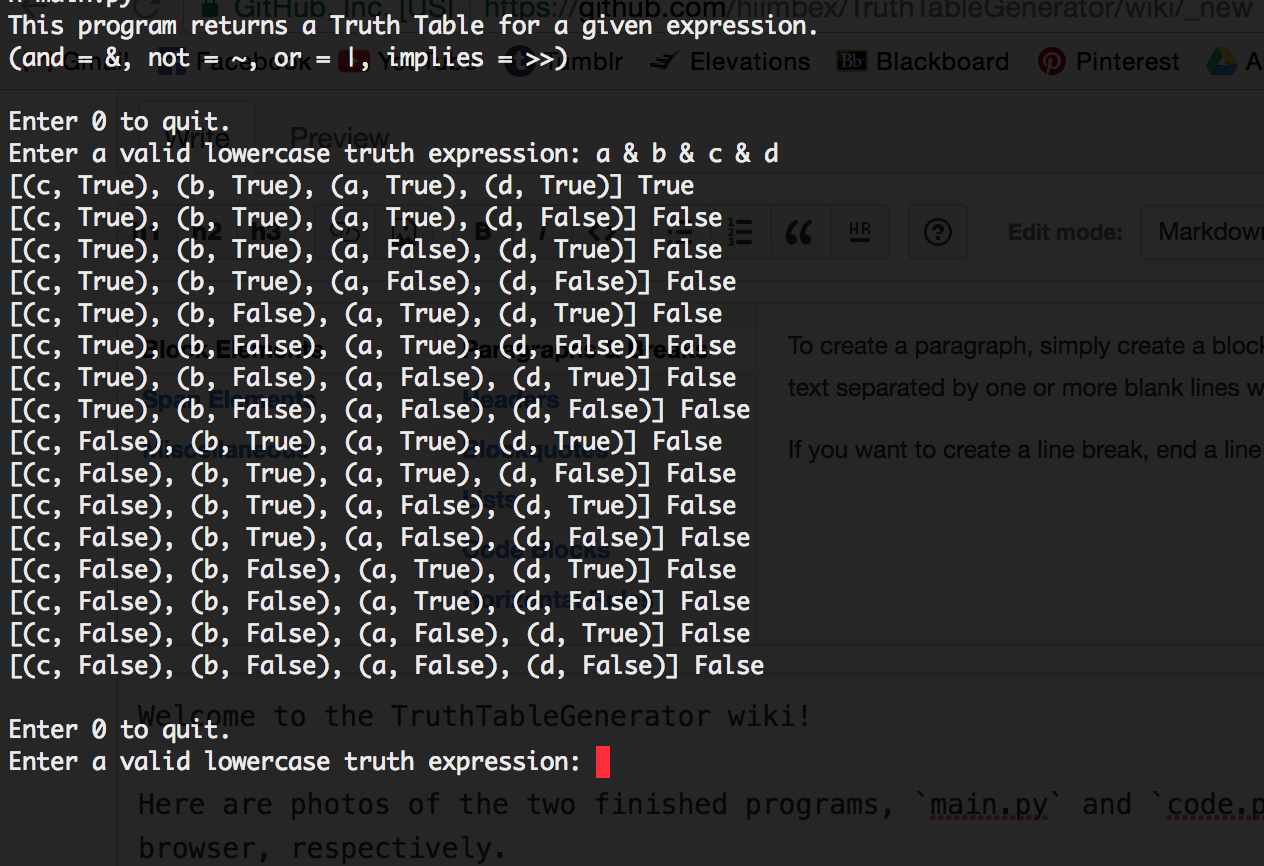 GitHub, Inc. [US] https://github.com/ /TruthTableGenerator/wiki/_new
This program returns a Truth Table for a given expression.
(and = &, not = ~, or = |, implies = >>)
Gmail Facebook YouTube Tumblr Elevations Bb Blackboard Pinterest
Enter 0 to quit.
Write Preview
Enter a valid lowercase truth expression: a & b & c & d
[(c, True), (b, True), (a, True), (d, True)] True
[(c, True), (b, True), (a, True), (d, False)] False
h1 h2 h3 B i <> HR Edit mode: Markdown
[(c, True), (b, True), (a, False), (d, True)] False
[(c, True), (b, True), (a, False), (d, False)] False
[(c, True), (b, False), (a, True), (d, True)] False
[(c, True), (b, False), (a, True), (d, False)] False
Block Elements Paragraphs & Breaks To create a paragraph, simply create a block
[(c, True), (b, False), (a, False), (d, True)] False
text separated by one or more blank lines w
[(c, True), (b, False), (a, False), (d, False)] False
Span Elements Headers
[(c, False), (b, True), (a, True), (d, True)] False
Miscellaneous Blockquotes If you want to create a line break, end a line
[(c, False), (b, True), (a, True), (d, False)] False
[(c, False), (b, True), (a, False), (d, True)] False
Lists
[(c, False), (b, True), (a, False), (d, False)] False
Code Blocks
[(c, False), (b, False), (a, True), (d, True)] False
[(c, False), (b, False), (a, True), (d, False)] False
Horizontal Rules
[(c, False), (b, False), (a, False), (d, True)] False
[(c, False), (b, False), (a, False), (d, False)] False
Welcome to the TruthTableGenerator wiki!
Enter 0 to quit.
Enter a valid lowercase truth expression:
Here are photos of the two finished programs, `main.py` and `code.p
browser, respectively.